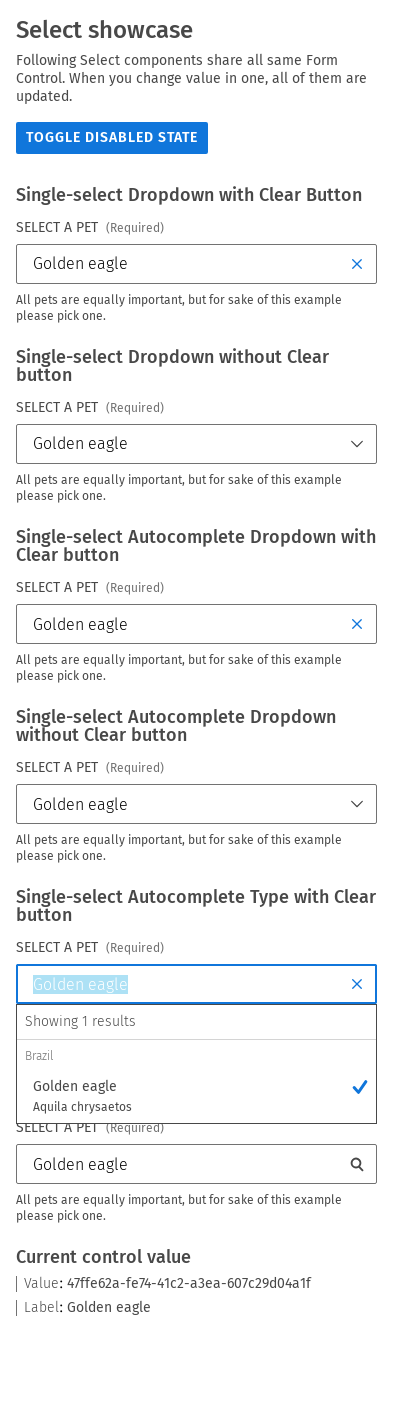 Select showcase
Following Select components share all same Form
Control. When you change value in one, all of them are
updated.
TOGGLE DISABLED STATE
Single-select Dropdown with Clear Button
SELECT A PET (Required)
Golden eagle
All pets are equally important, but for sake of this example
please pick one.
Single-select Dropdown without Clear
button
SELECT A PET (Required)
Golden eagle
All pets are equally important, but for sake of this example
please pick one.
Single-select Autocomplete Dropdown with
Clear button
SELECT A PET (Required)
Golden eagle
All pets are equally important, but for sake of this example
please pick one.
Single-select Autocomplete Dropdown
without Clear button
SELECT A PET (Required)
Golden eagle
All pets are equally important, but for sake of this example
please pick one.
Single-select Autocomplete Type with Clear
button
SELECT A PET (Required)
Golden eagle
Showing 1 results
Brazil
Golden eagle
Aquila chrysaetos
SELECT A PET (Required)
Golden eagle
All pets are equally important, but for sake of this example
please pick one.
Current control value
Value: 47ffe62a-fe74-41c2-a3ea-607c29d04a1f
Label: Golden eagle